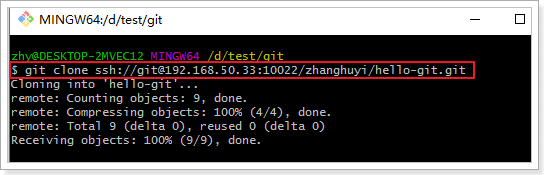 MINGW64:/d/test/git
zhy@DESKTOP-2MVEC12 MINGW64 /d/test/git
$ git clone ssh://git@192.168.50.33:10022/zhanghuyi/hello-git.git
Cloning into 'hello-git'...
remote: Counting objects: 9, done.
remote: Compressing objects: 100% (4/4), done.
remote: Total 9 (delta 0), reused 0 (delta 0)
Receiving objects: 100% (9/9), done.